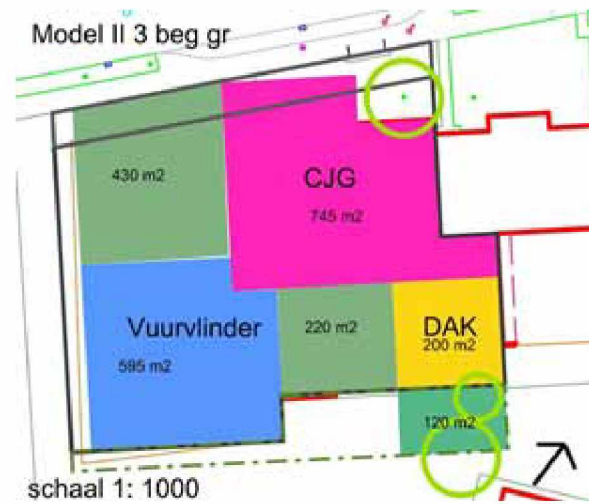 Model II 3 beg gr
430 m2
CJG
745 m2
Vuurvlinder
595 m2
220 m2
DAK
200 m2
120 m2
schaal 1: 1000